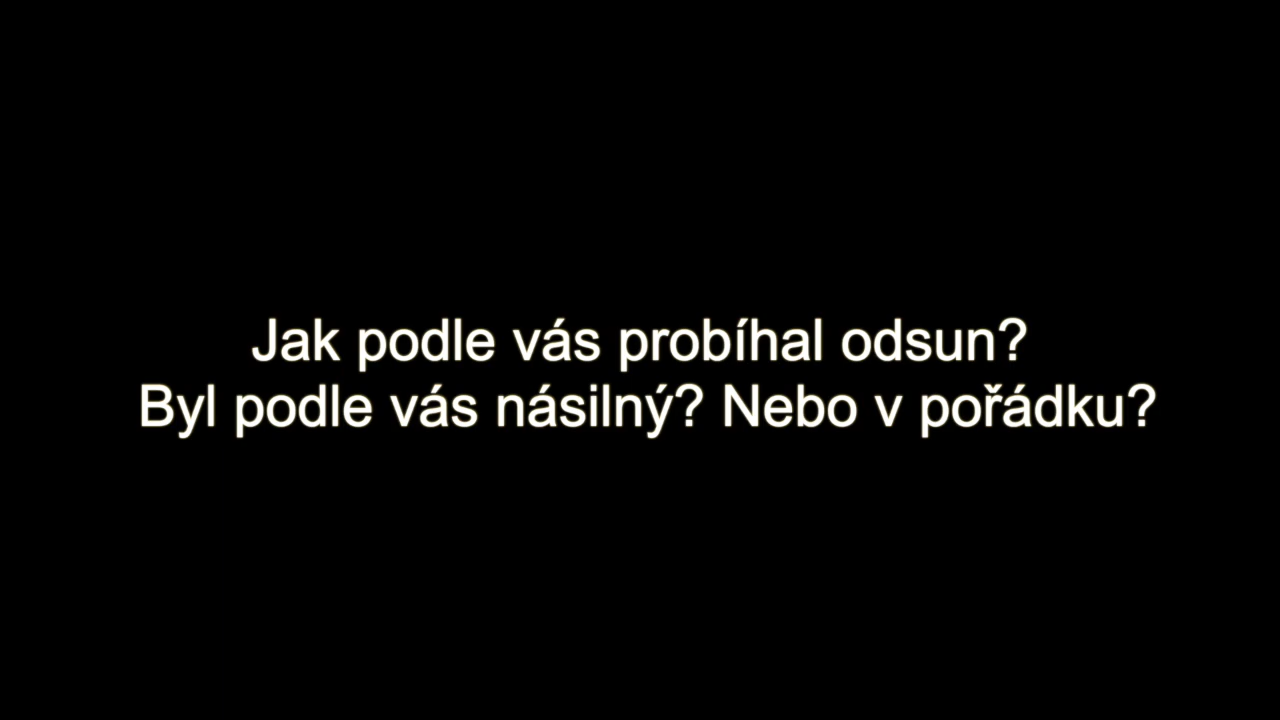 Jak podle vás probíhal odsun?
Byl podle vás násilný? Nebo v pořádku?